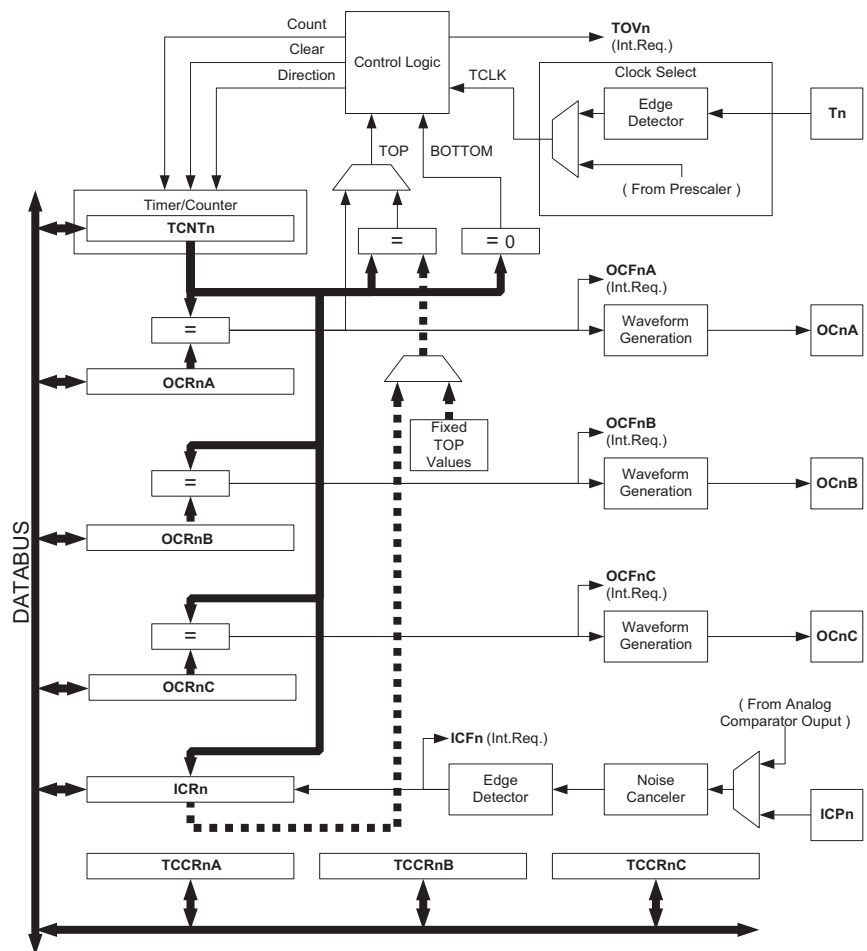 Count
Clear
Direction
Control Logic
TOVn
(Int.Req.)
TCLK
Clock Select
Edge
Detector
Tn
( From Prescaler )
TOP
BOTTOM
Timer/Counter
TCNTn
=
= 0
=
OCRnA
OCFnA
(Int.Req.)
Waveform
Generation
OCnA
Fixed
TOP
Values
=
OCRnB
OCFnB
(Int.Req.)
Waveform
Generation
OCnB
DATABUS
=
OCRnC
OCFnC
(Int.Req.)
Waveform
Generation
OCnC
( From Analog
Comparator Ouput )
ICFn (Int.Req.)
ICRn
Edge
Detector
Noise
Canceler
ICPn
TCCRnA
TCCRnB
TCCRnC